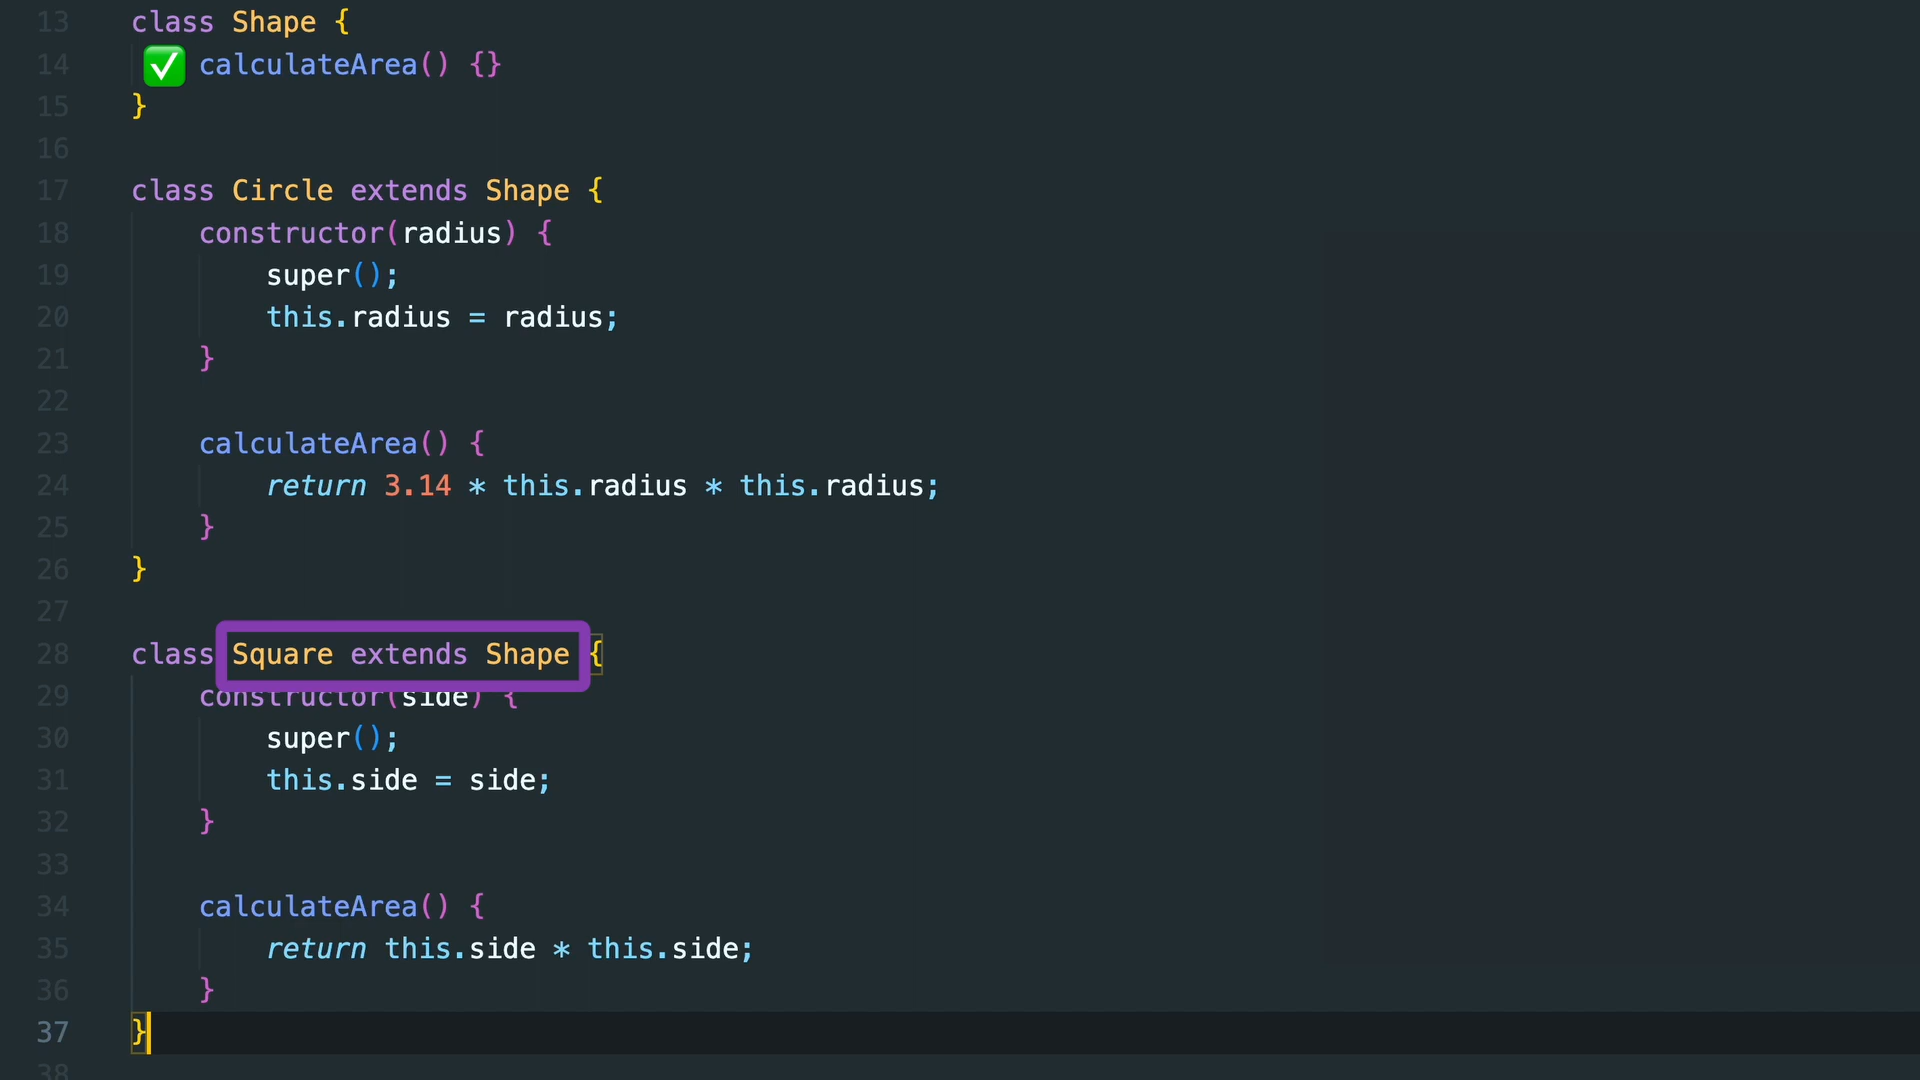 13 class Shape {
14 ✅ calculateArea() {}
15 }
16
17 class Circle extends Shape {
18 constructor(radius) {
19 super();
20 this.radius = radius;
21 }
22
23 calculateArea() {
24 return 3.14 * this.radius * this.radius;
25 }
26 }
27
28 class Square extends Shape {
29 constructor(side) {
30 super();
31 this.side = side;
32 }
33
34 calculateArea() {
35 return this.side * this.side;
36 }
37 }
38